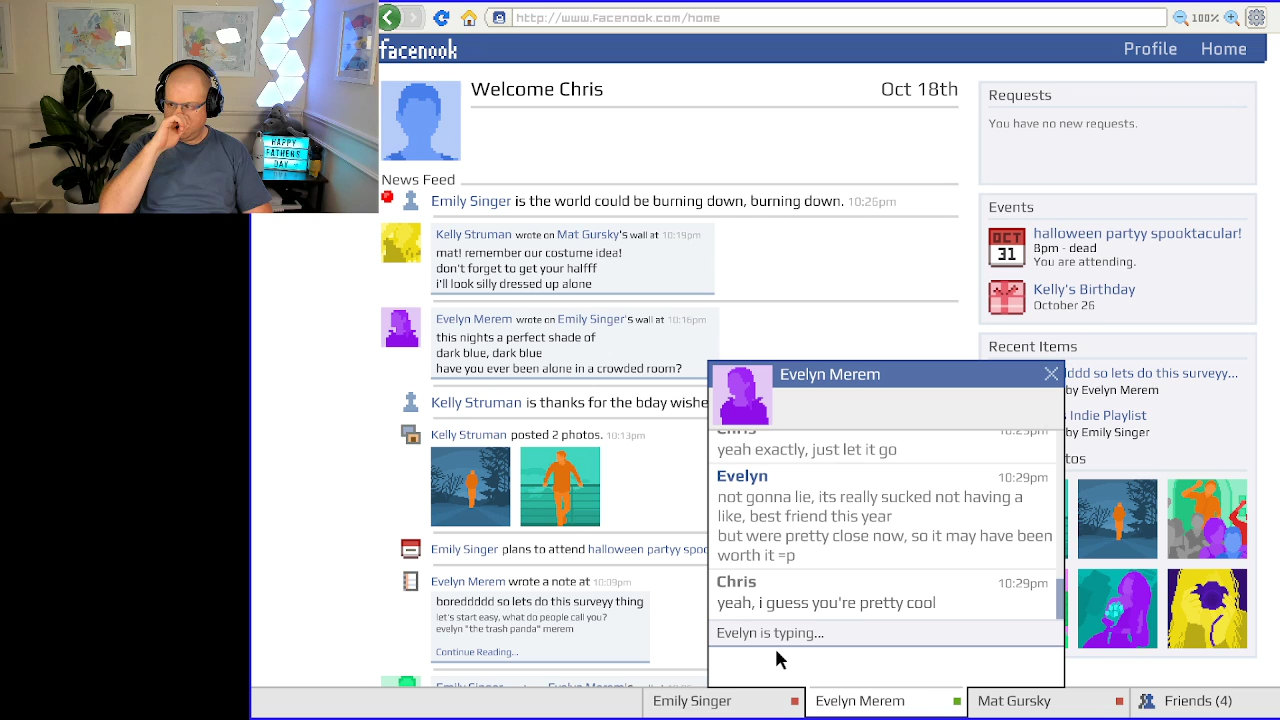 http://www.facenook.com/home
100%
facenook
Profile
Home
HAPPY
FATHERS
DAY
Welcome Chris
Oct 18th
News Feed
Emily Singer is the world could be burning down, burning down. 10:26pm
Kelly Struman wrote on Mat Gursky's wall at 10:19pm
mat! remember our costume idea!
don't forget to get your halfff
i'll look silly dressed up alone
Evelyn Merem wrote on Emily Singer's wall at 10:16pm
this nights a perfect shade of
dark blue, dark blue
have you ever been alone in a crowded room?
Kelly Struman is thanks for the bday wishe
Kelly Struman posted 2 photos. 10:13pm
Emily Singer plans to attend halloween partyy spoo
Evelyn Merem wrote a note at 10:09pm
boreddddd so lets do this surveyy thing
let's start easy, what do people call you?
evelyn "the trash panda" merem
Continue Reading...
Requests
You have no new requests.
Events
OCT
31
halloween partyy spooktacular!
8pm - dead
You are attending.
Kelly's Birthday
October 26
Recent Items
dddd so lets do this surveyy...
by Evelyn Merem
Indie Playlist
by Emily Singer
tos
Evelyn Merem
Chris
yeah exactly, just let it go
Evelyn 10:29pm
not gonna lie, its really sucked not having a
like, best friend this year
but were pretty close now, so it may have been
worth it =p
Chris 10:29pm
yeah, i guess you're pretty cool
Evelyn is typing...
Emily Singer
Evelyn Merem
Mat Gursky
Friends (4)